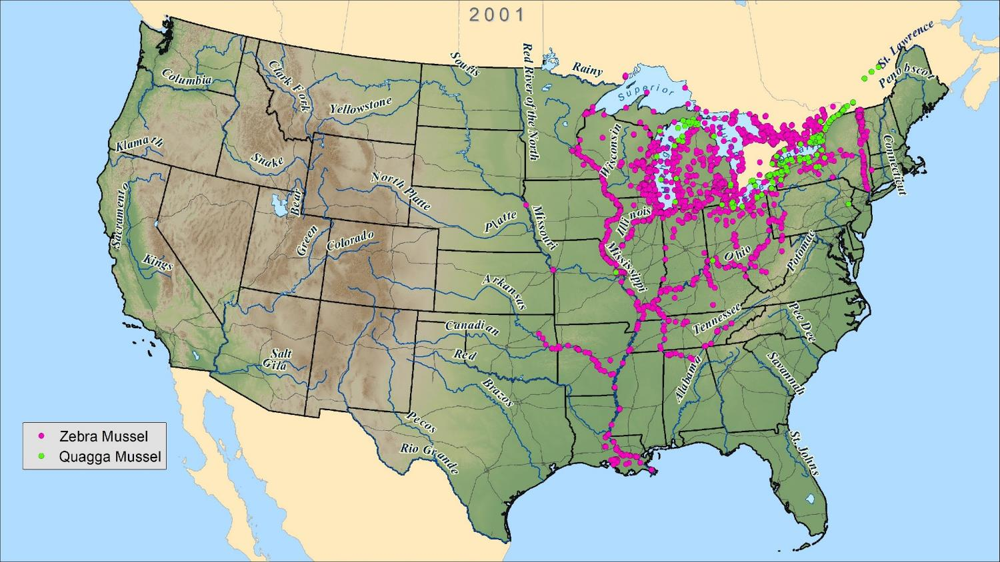 2001
St. Lawrence
Penobscot
Souris
Red River of the North
Rainy
Superior
Columbia
Clark Fork
Yellowstone
Klamath
Snake
Wisconsin
Connecticut
Sacramento
Bear
North Platte
Platte
Missouri
Illinois
Green
Colorado
Kings
Mississippi
Ohio
Potomac
Arkansas
Canadian
Tennessee
Pee Dee
Salt
Gila
Red
Brazos
Alabama
Savannah
Pecos
Rio Grande
St. Johns
Zebra Mussel
Quagga Mussel